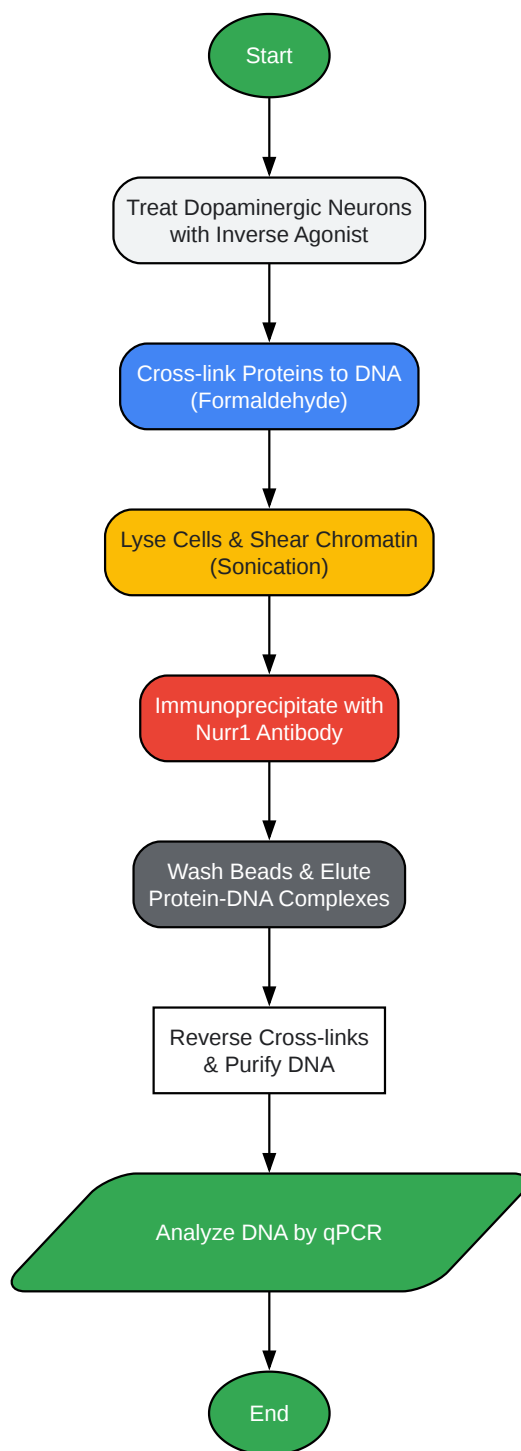 Start
Treat Dopaminergic Neurons
with Inverse Agonist
Cross-link Proteins to DNA
(Formaldehyde)
Lyse Cells & Shear Chromatin
(Sonication)
Immunoprecipitate with
Nurr1 Antibody
Wash Beads & Elute
Protein-DNA Complexes
Reverse Cross-links
& Purify DNA
Analyze DNA by qPCR
End